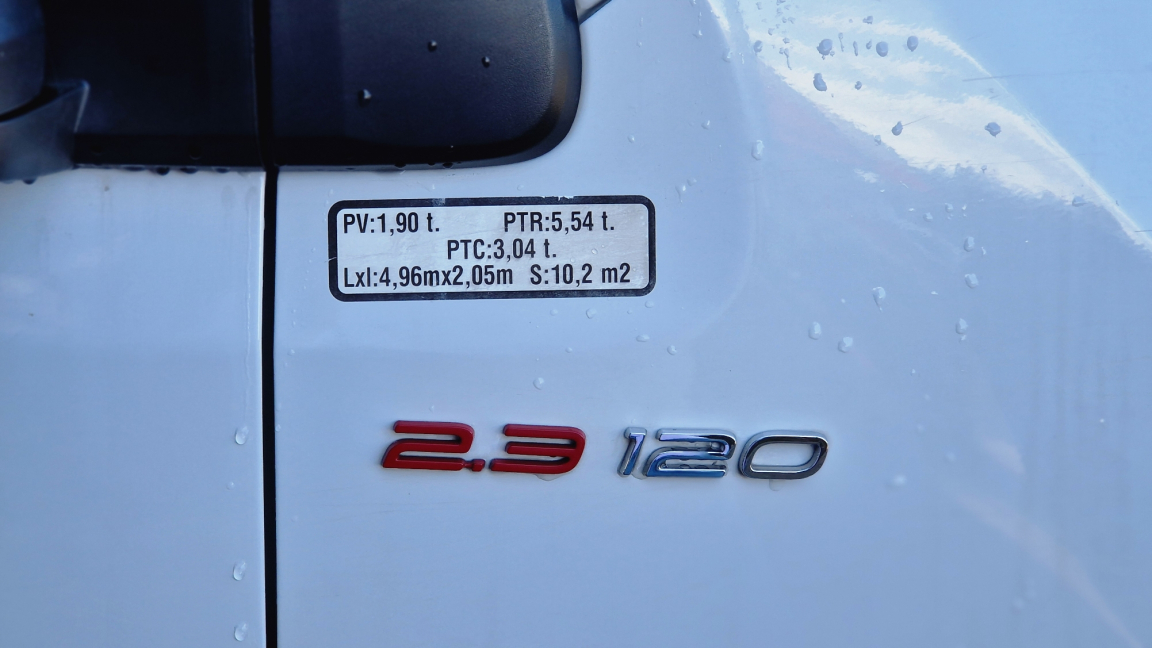 PV:1,90 t. PTR:5,54 t.
PTC:3,04 t.
Lxl:4,96mx2,05m S:10,2 m2
2.3 120